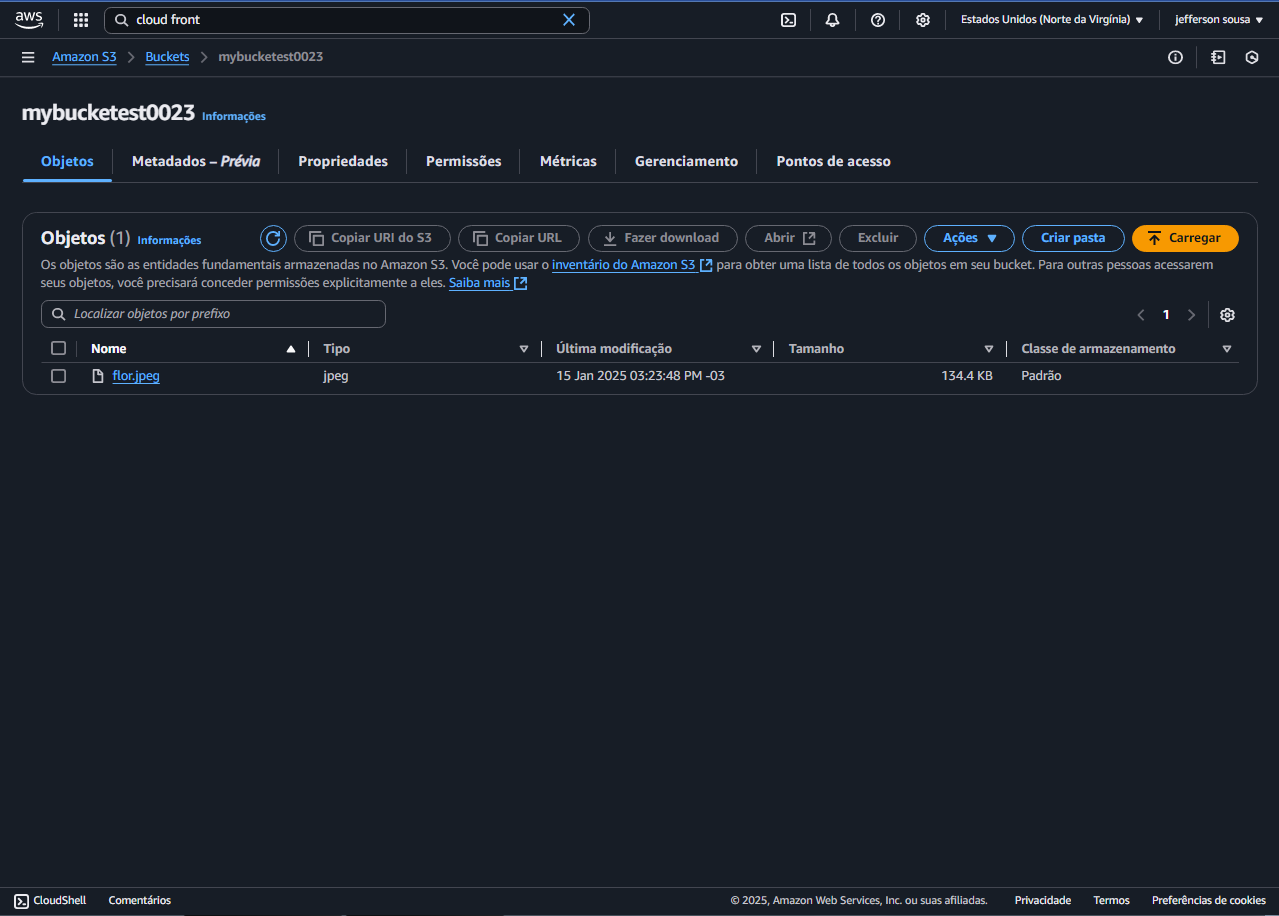 aws cloud front Estados Unidos (Norte da Virgínia) jefferson sousa
Amazon S3 Buckets mybucketest0023
mybucketest0023 Informações
Objetos Metadados – Prévia Propriedades Permissões Métricas Gerenciamento Pontos de acesso
Objetos (1) Informações Copiar URI do S3 Copiar URL Fazer download Abrir Excluir Ações Criar pasta Carregar
Os objetos são as entidades fundamentais armazenadas no Amazon S3. Você pode usar o inventário do Amazon S3 para obter uma lista de todos os objetos em seu bucket. Para outras pessoas acessarem
seus objetos, você precisará conceder permissões explicitamente a eles. Saiba mais
Localizar objetos por prefixo 1
Nome Tipo Última modificação Tamanho Classe de armazenamento
flor.jpeg jpeg 15 Jan 2025 03:23:48 PM -03 134.4 KB Padrão
CloudShell Comentários © 2025, Amazon Web Services, Inc. ou suas afiliadas. Privacidade Termos Preferências de cookies